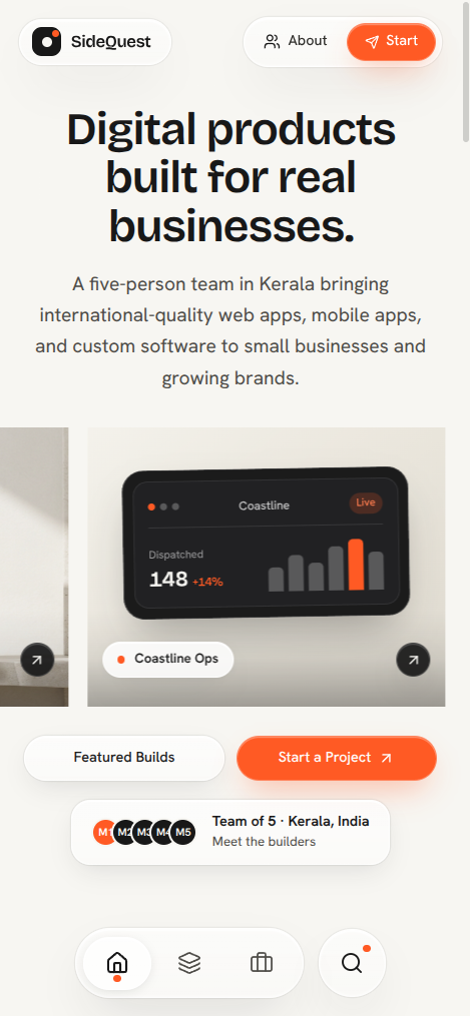 SideQuest
About
Start
Digital products
built for real
businesses.
A five-person team in Kerala bringing
international-quality web apps, mobile apps,
and custom software to small businesses and
growing brands.
Coastline
Live
Dispatched
148 +14%
Coastline Ops
Featured Builds
Start a Project
M1 M2 M3 M4 M5
Team of 5 · Kerala, India
Meet the builders